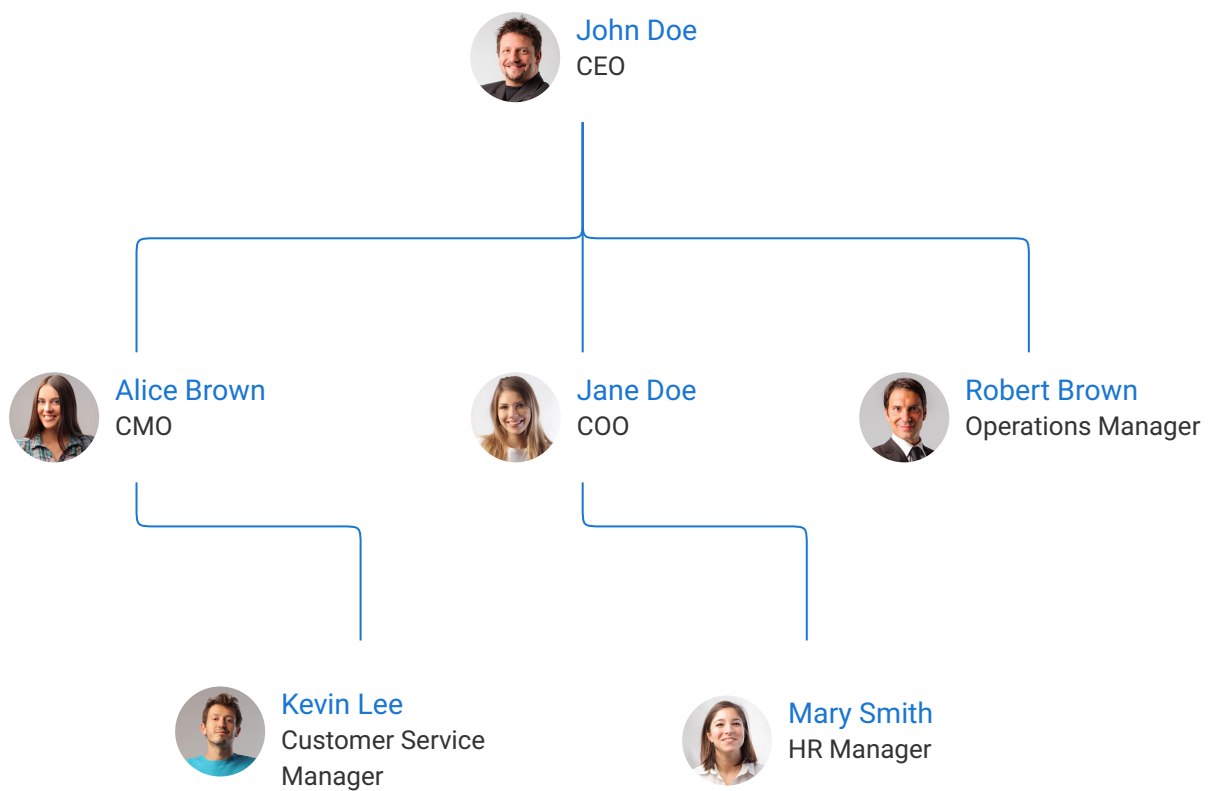 John Doe
CEO
Alice Brown
CMO
Jane Doe
COO
Robert Brown
Operations Manager
Kevin Lee
Customer Service
Manager
Mary Smith
HR Manager